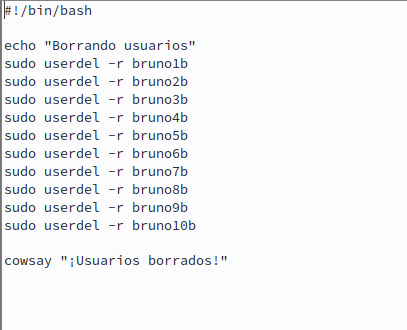 #!/bin/bash
echo "Borrando usuarios"
sudo userdel -r bruno1b
sudo userdel -r bruno2b
sudo userdel -r bruno3b
sudo userdel -r bruno4b
sudo userdel -r bruno5b
sudo userdel -r bruno6b
sudo userdel -r bruno7b
sudo userdel -r bruno8b
sudo userdel -r bruno9b
sudo userdel -r bruno10b
cowsay "¡Usuarios borrados!"